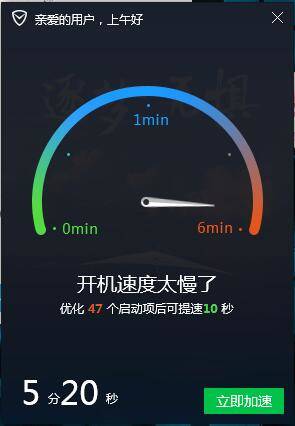 亲爱的用户，上午好
1min
0min
6min
开机速度太慢了
优化 47 个启动项后可提速10 秒
5 分20 秒
立即加速